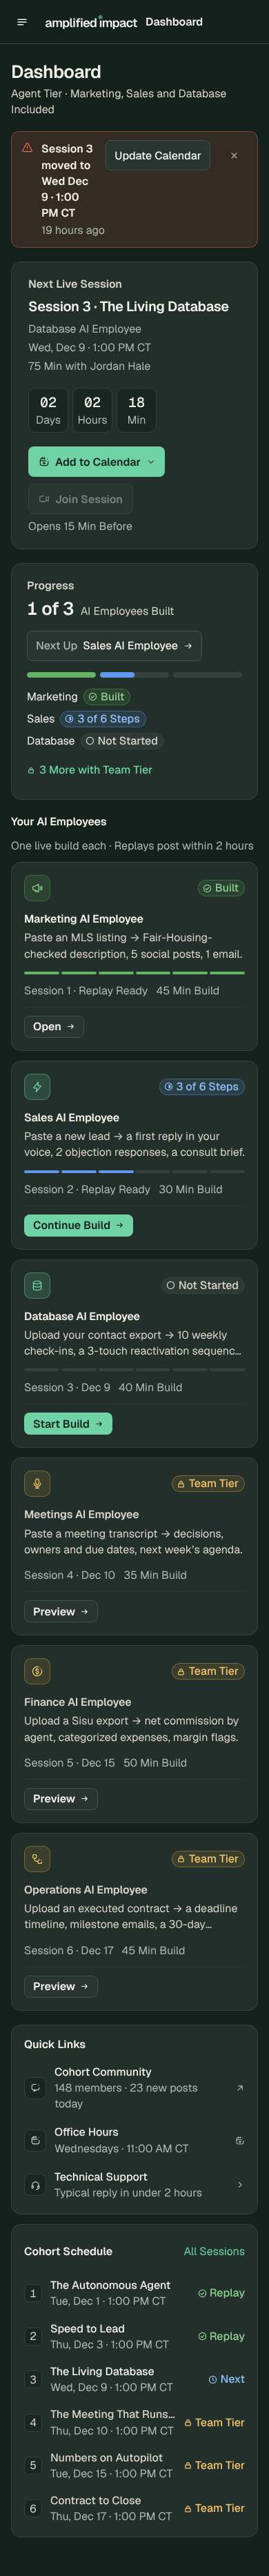 amplified impact Dashboard
Dashboard
Agent Tier · Marketing, Sales and Database
Included
Session 3
moved to
Wed Dec
9 · 1:00
PM CT
19 hours ago
Update Calendar
Next Live Session
Session 3 · The Living Database
Database AI Employee
Wed, Dec 9 · 1:00 PM CT
75 Min with Jordan Hale
02 02 18
Days Hours Min
Add to Calendar
Join Session
Opens 15 Min Before
Progress
1 of 3 AI Employees Built
Next Up Sales AI Employee →
Marketing Built
Sales 3 of 6 Steps
Database Not Started
3 More with Team Tier
Your AI Employees
One live build each · Replays post within 2 hours
Built
Marketing AI Employee
Paste an MLS listing → Fair-Housing-
checked description, 5 social posts, 1 email.
Session 1 · Replay Ready 45 Min Build
Open →
3 of 6 Steps
Sales AI Employee
Paste a new lead → a first reply in your
voice, 2 objection responses, a consult brief.
Session 2 · Replay Ready 30 Min Build
Continue Build →
Not Started
Database AI Employee
Upload your contact export → 10 weekly
check-ins, a 3-touch reactivation sequenc...
Session 3 · Dec 9 40 Min Build
Start Build →
Team Tier
Meetings AI Employee
Paste a meeting transcript → decisions,
owners and due dates, next week's agenda.
Session 4 · Dec 10 35 Min Build
Preview →
Team Tier
Finance AI Employee
Upload a Sisu export → net commission by
agent, categorized expenses, margin flags.
Session 5 · Dec 15 50 Min Build
Preview →
Team Tier
Operations AI Employee
Upload an executed contract → a deadline
timeline, milestone emails, a 30-day...
Session 6 · Dec 17 45 Min Build
Preview →
Quick Links
Cohort Community
148 members · 23 new posts
today
Office Hours
Wednesdays · 11:00 AM CT
Technical Support
Typical reply in under 2 hours
Cohort Schedule All Sessions
1 The Autonomous Agent
Tue, Dec 1 · 1:00 PM CT Replay
2 Speed to Lead
Thu, Dec 3 · 1:00 PM CT Replay
3 The Living Database
Wed, Dec 9 · 1:00 PM CT Next
4 The Meeting That Runs...
Thu, Dec 10 · 1:00 PM CT Team Tier
5 Numbers on Autopilot
Tue, Dec 15 · 1:00 PM CT Team Tier
6 Contract to Close
Thu, Dec 17 · 1:00 PM CT Team Tier